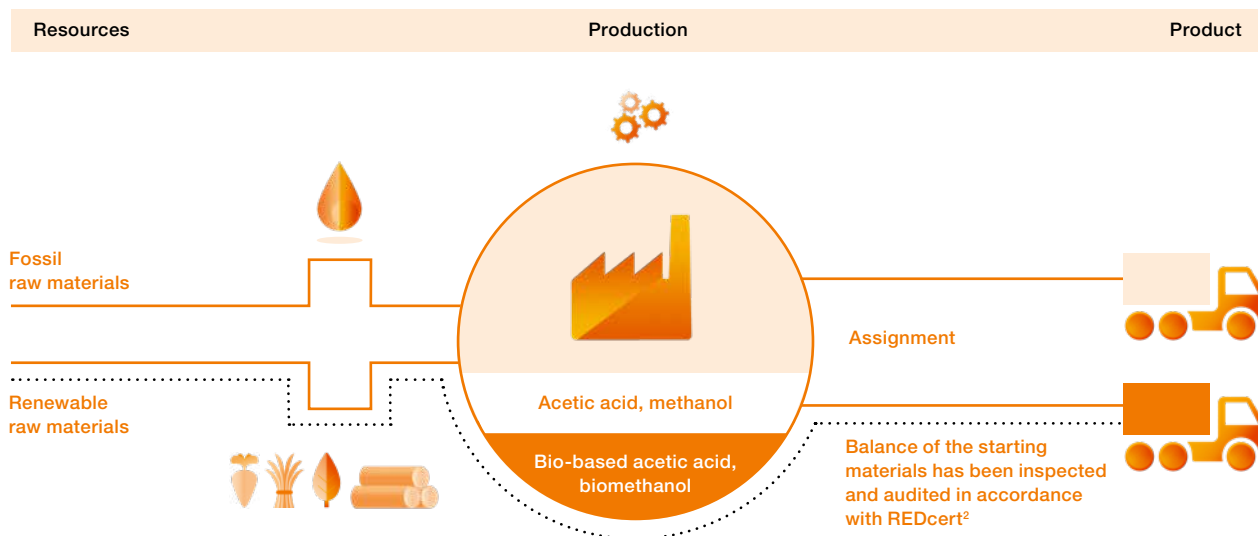 Resources
Production
Product
Fossil
raw materials
Assignment
Renewable
raw materials
Acetic acid, methanol
Bio-based acetic acid,
biomethanol
Balance of the starting
materials has been inspected
and audited in accordance
with REDcert²